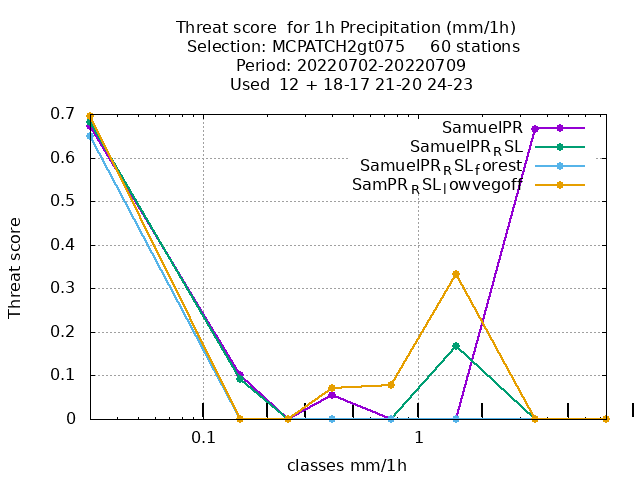 Threat score  for 1h Precipitation (mm/1h)
Selection: MCPATCH2gt075     60 stations
Period: 20220702-20220709
Used  12 + 18-17 21-20 24-23
0.7
0.6
0.5
0.4
0.3
0.2
0.1
0
Threat score
SamuelPR
SamuelPR_RSL
SamuelPR_RSL_forest
SamPR_RSL_lowvegoff
0.1 1
classes mm/1h